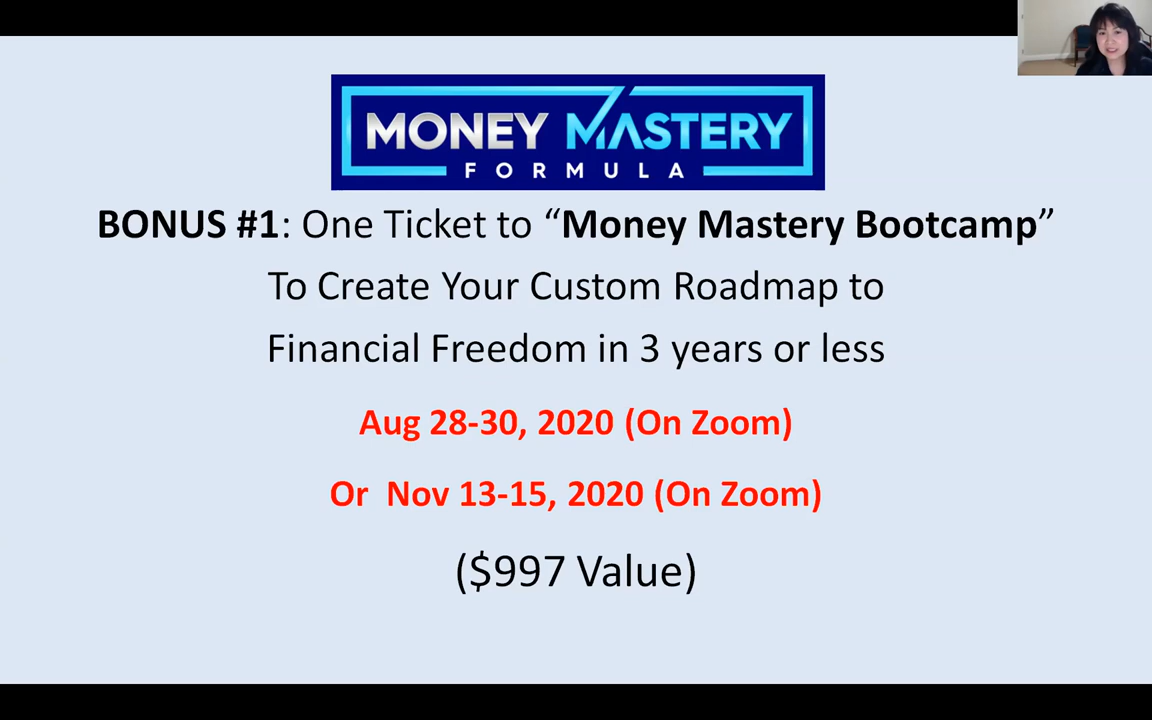 MONEY MASTERY
FORMULA
BONUS #1: One Ticket to “Money Mastery Bootcamp”
To Create Your Custom Roadmap to
Financial Freedom in 3 years or less
Aug 28-30, 2020 (On Zoom)
Or  Nov 13-15, 2020 (On Zoom)
($997 Value)